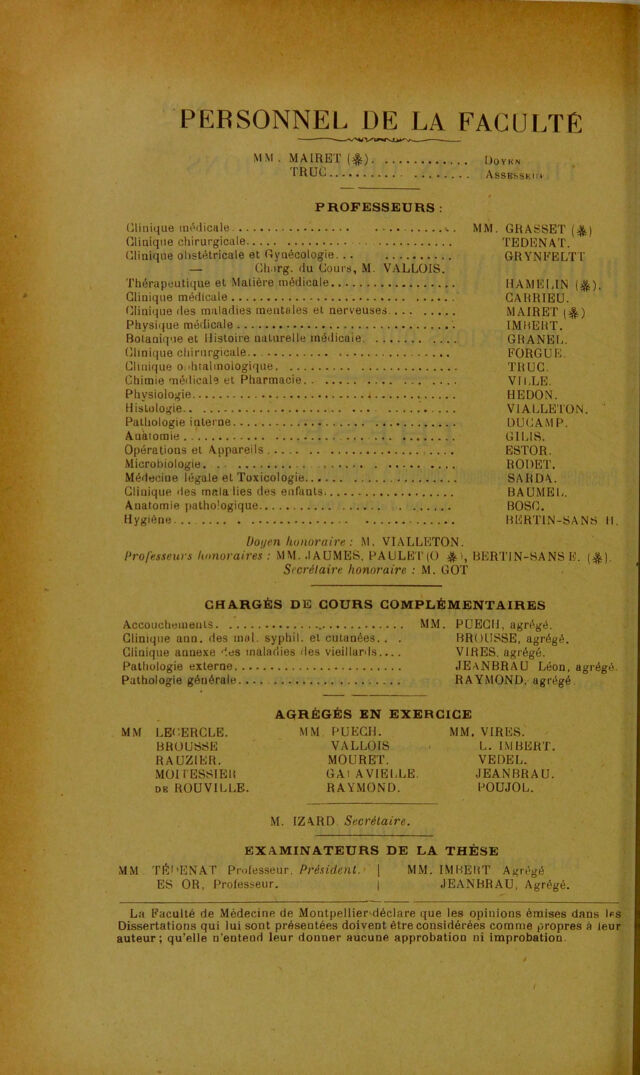 PERSONNEL DE LA FACULTÉ
MM. MAIRET (✻). .............. DOYEN
TRUC.................... ASSESSEUR
PROFESSEURS :
Clinique médicale.......................... MM. GRASSET (✻)
Clinique chirurgicale.......................... TEDENAT.
Clinique obstétricale et Gynécologie.............. GRYNFELTT
— Charg. du Cours, M. VALLOIS.
Thérapeutique et Matière médicale.............. HAMELIN (✻).
Clinique médicale.......................... CARRIEU.
Clinique des maladies mentales et nerveuses.......... MAIRET (✻)
Physique médicale.......................... IMBERT.
Botanique et Histoire naturelle médicale.......... GRANEL.
Clinique chirurgicale.......................... FORGUE.
Clinique ophtalmologique.......................... TRUC.
Chimie médicale et Pharmacie.................. VILLE.
Physiologie.......................... HEDON.
Histologie.......................... VIALLETON.
Pathologie interne.......................... DUCAMP.
Anatomie.......................... GILIS.
Opérations et Appareils.......................... ESTOR.
Microbiologie.......................... RODET.
Médecine légale et Toxicologie.................. SARDA.
Clinique des maladies des enfants.............. BAUMEL.
Anatomie pathologique.......................... BOSC.
Hygiène.......................... BERTIN-SANS H.
Doyen honoraire : M. VIALLETON.
Professeurs honoraires : MM. JAUMES, PAULET (O ✻), BERTIN-SANS E. (✻).
Secrétaire honoraire : M. GOT
CHARGÉS DE COURS COMPLÉMENTAIRES
Accouchements.......................... MM. PUECH, agrégé.
Clinique ann. des mal. syphil. et cutanées.... BROUSSE, agrégé.
Clinique annexe des maladies des vieillards.... VIRES, agrégé.
Pathologie externe.......................... JEANBRAU Léon, agrégé.
Pathologie générale.......................... RAYMOND, agrégé
AGRÉGÉS EN EXERCICE
MM LECERCLE. MM PUECH. MM. VIRES.
BROUSSE VALLOIS L. IMBERT.
RAUZIER. MOURET. VEDEL.
MOITESSIER GALAVIELLE. JEANBRAU.
DE ROUVILLE. RAYMOND. POUJOL.
M. IZARD Secrétaire.
EXAMINATEURS DE LA THÈSE
MM TÉDENAT Professeur, Président. | MM. IMBERT Agrégé
ESTOR, Professeur. | JEANBRAU, Agrégé.
La Faculté de Médecine de Montpellier déclare que les opinions émises dans les
Dissertations qui lui sont présentées doivent être considérées comme propres à leur
auteur ; qu'elle n'entend leur donner aucune approbation ni improbation.